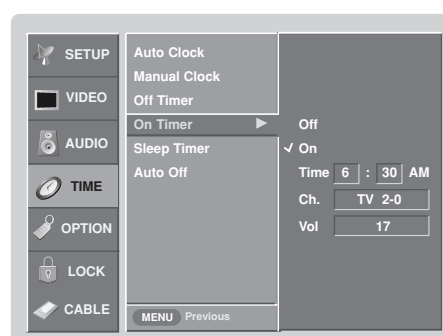 SETUP
VIDEO
AUDIO
TIME
OPTION
LOCK
CABLE
Auto Clock
Manual Clock
Off Timer
On Timer
Sleep Timer
Auto Off
Off
On
Time 6 : 30 AM
Ch. TV 2-0
Vol 17
MENU Previous